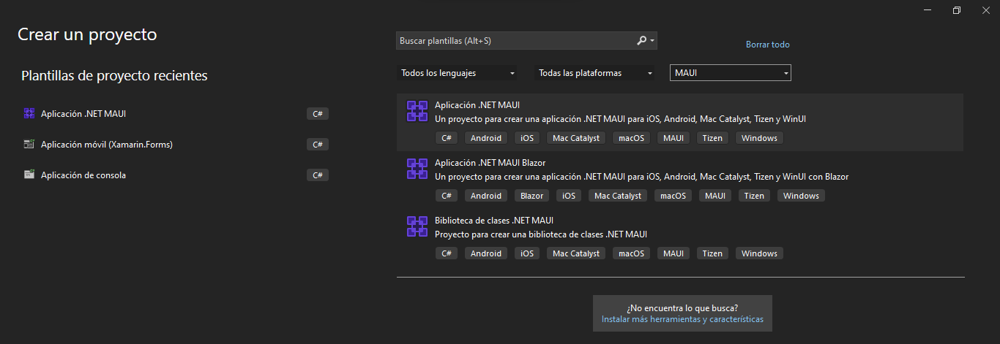 Crear un proyecto
Plantillas de proyecto recientes
Aplicación .NET MAUI C#
Aplicación móvil (Xamarin.Forms) C#
Aplicación de consola C#
Buscar plantillas (Alt+S)
Borrar todo
Todos los lenguajes Todas las plataformas MAUI
Aplicación .NET MAUI
Un proyecto para crear una aplicación .NET MAUI para iOS, Android, Mac Catalyst, Tizen y WinUI
C# Android iOS Mac Catalyst macOS MAUI Tizen Windows
Aplicación .NET MAUI Blazor
Un proyecto para crear una aplicación .NET MAUI para iOS, Android, Mac Catalyst, Tizen y WinUI con Blazor
C# Android Blazor iOS Mac Catalyst macOS MAUI Tizen Windows
Biblioteca de clases .NET MAUI
Proyecto para crear una biblioteca de clases .NET MAUI
C# Android iOS Mac Catalyst macOS MAUI Tizen Windows
¿No encuentra lo que busca?
Instalar más herramientas y características